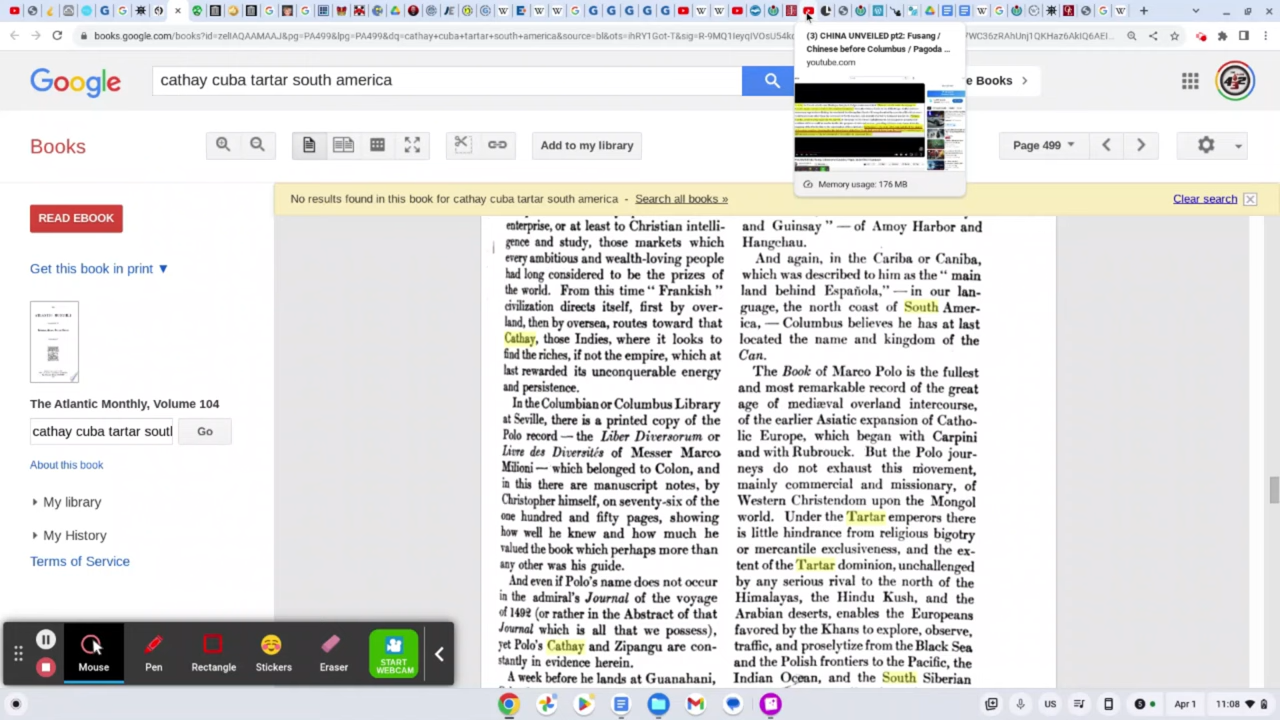 books.google.com/books?id=zellAQAAMAAJ&pg=PA499&lpg=PA499&dq=cathay+cuba+tartar+south+america&source=bl&ots=
Google
cathay cuba tartar south america
e Books
(3) CHINA UNVEILED pt2: Fusang /
Chinese before Columbus / Pagoda ...
youtube.com
Memory usage: 176 MB
Books
Add to my library
Page 499
No results found in this book for cathay cuba tartar south america - Search all books »
Clear search
READ EBOOK
Get this book in print ▼
The Atlantic Monthly, Volume 104
cathay cuba tartar sout
About this book
My library
My History
Terms of Service
enterprise, or at least to Christian intelli-
gence and study, those markets which
every ambitious and wealth-loving people
had long considered to be the prizes of
the world. From this time "Frankish"
civilization directs itself, first by over-
land, then by oversea, routes toward that
Cathay, those Indies, where it looks to
find the riches, if not the empire, which at
last rewarded its unconquerable energy
and persistence.
In the Columbian or Columbus Library
at Seville, there is a printed copy of the
Polo record — the Liber Diversorum or
Livre des Diversités of Messer Marco
Milioni — which belonged to Colon, and
in this there are manuscript notes, by
Christopher himself, on seventy-six of the
one hundred and fifty pages, showing
how well he knew and how much he
valued the book which perhaps more than
any other was his guide.
And even if Polo's name does not occur
in the admiral's Journal of the voyage
of 1492 (or rather in the Abstract of that
Journal which is all that we possess),
yet Polo's Cathay and Zipangu are con-
stantly in evidence herein.
A week before he lands at Guanahani,
and Guinsay" — of Amoy Harbor and
Hangchau.
And again, in the Cariba or Caniba,
which was described to him as the "main
land behind Española," — in our lan-
guage, the north coast of South Amer-
ica, — Columbus believes he has at last
located the name and kingdom of the
Can.
The Book of Marco Polo is the fullest
and most remarkable record of the great
age of mediæval overland intercourse,
of the earlier Asiatic expansion of Catho-
lic Europe, which began with Carpini
and with Rubrouck. But the Polo jour-
neys do not exhaust this movement,
mainly commercial and missionary, of
Western Christendom upon the Mongol
world. Under the Tartar emperors there
is little hindrance from religious bigotry
or mercantile exclusiveness, and the ex-
tent of the Tartar dominion, unchallenged
by any serious rival to the north of the
Himalayas, the Hindu Kush, and the
Arabian deserts, enables the Europeans
favored by the Khans to explore, observe,
traffic, and proselytize from the Black Sea
and the Polish frontiers to the Pacific, the
Indian Ocean, and the South Siberian
Mouse
Pen
Stickers
Eraser
START
WEBCAM
US
Apr 1
11:08